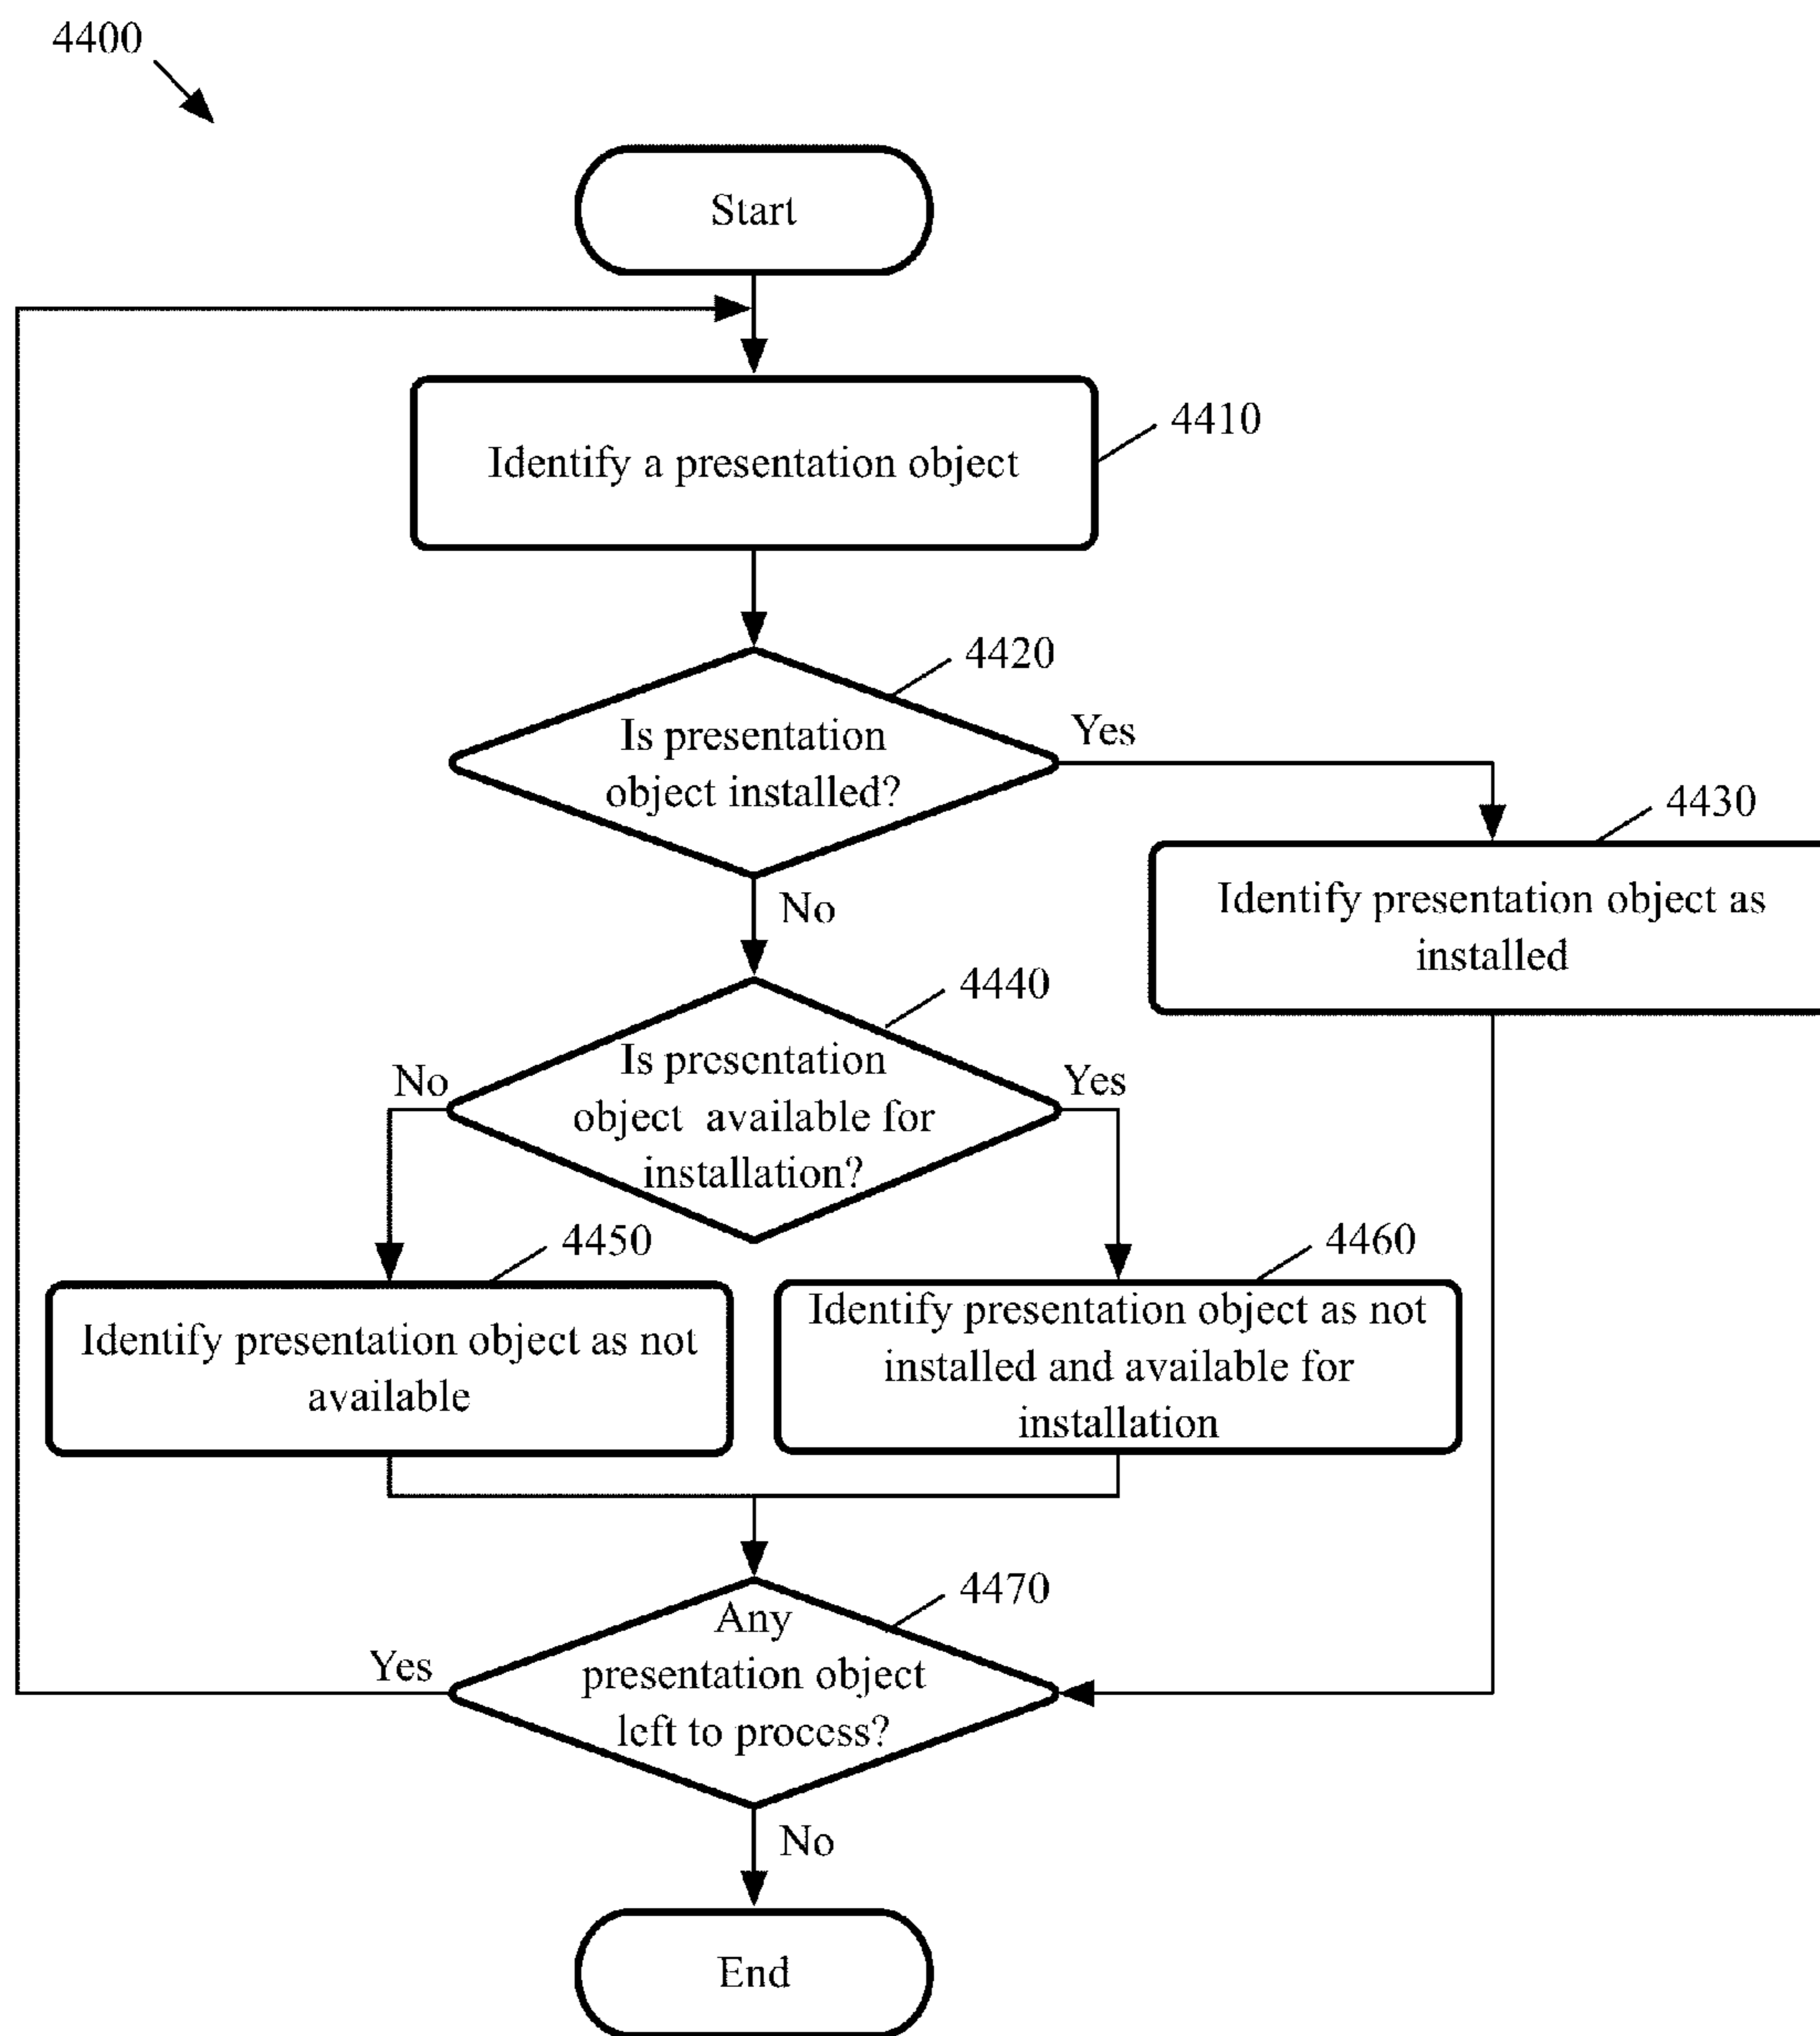 4400
Start
4410
Identify a presentation object
4420
Is presentation
object installed?
Yes
4430
Identify presentation object as
installed
No
4440
Is presentation
object available for
installation?
No
Yes
4450
Identify presentation object as not
available
4460
Identify presentation object as not
installed and available for
installation
4470
Any
presentation object
left to process?
Yes
No
End